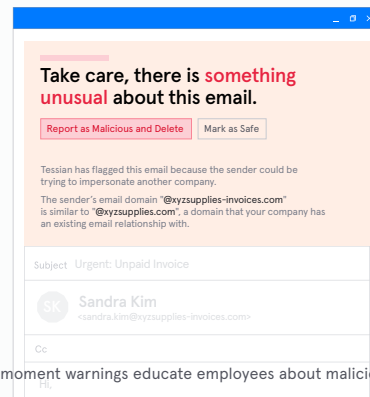 Take care, there is something
unusual about this email.
Report as Malicious and Delete Mark as Safe
Tessian has flagged this email because the sender could be
trying to impersonate another company.
The sender's email domain "@xyzsupplies-invoices.com"
is similar to "@xyzsupplies.com", a domain that your company has
an existing email relationship with.
Subject Urgent: Unpaid Invoice
SK Sandra Kim
<sandra.kim@xyzsupplies-invoices.com>
Cc
moment warnings educate employees about
Hi,